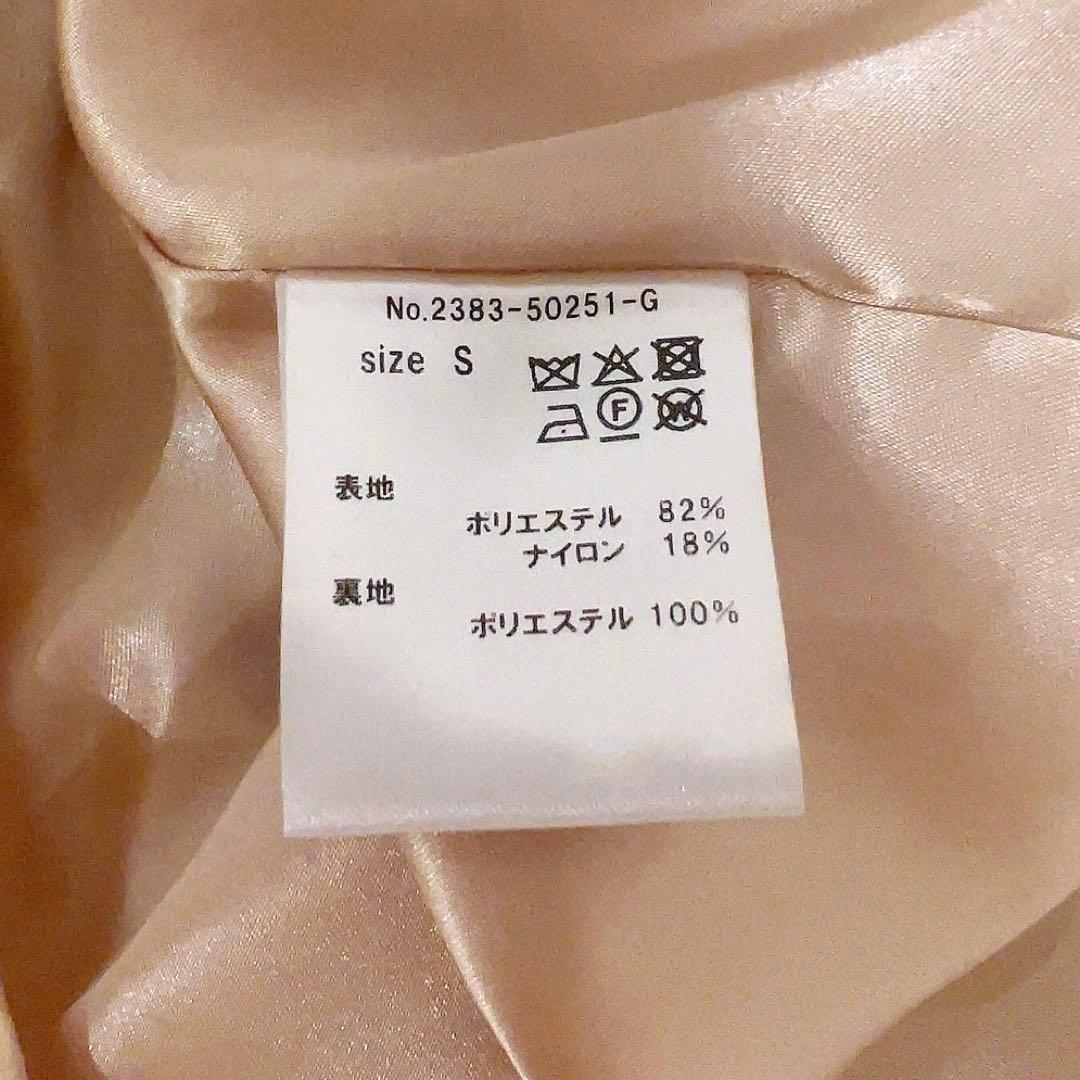 No.2383-50251-G
size S
F W
表地
ポリエステル 82%
ナイロン 18%
裏地
ポリエステル 100%